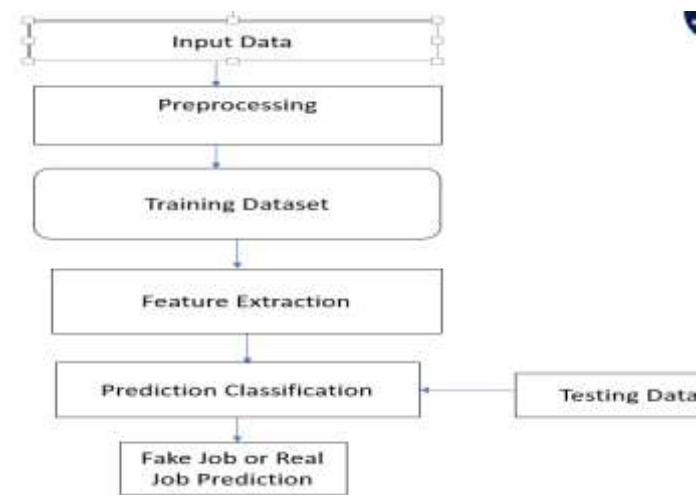 Input Data
Preprocessing
Training Dataset
Feature Extraction
Prediction Classification
Testing Data
Fake Job or Real
Job Prediction